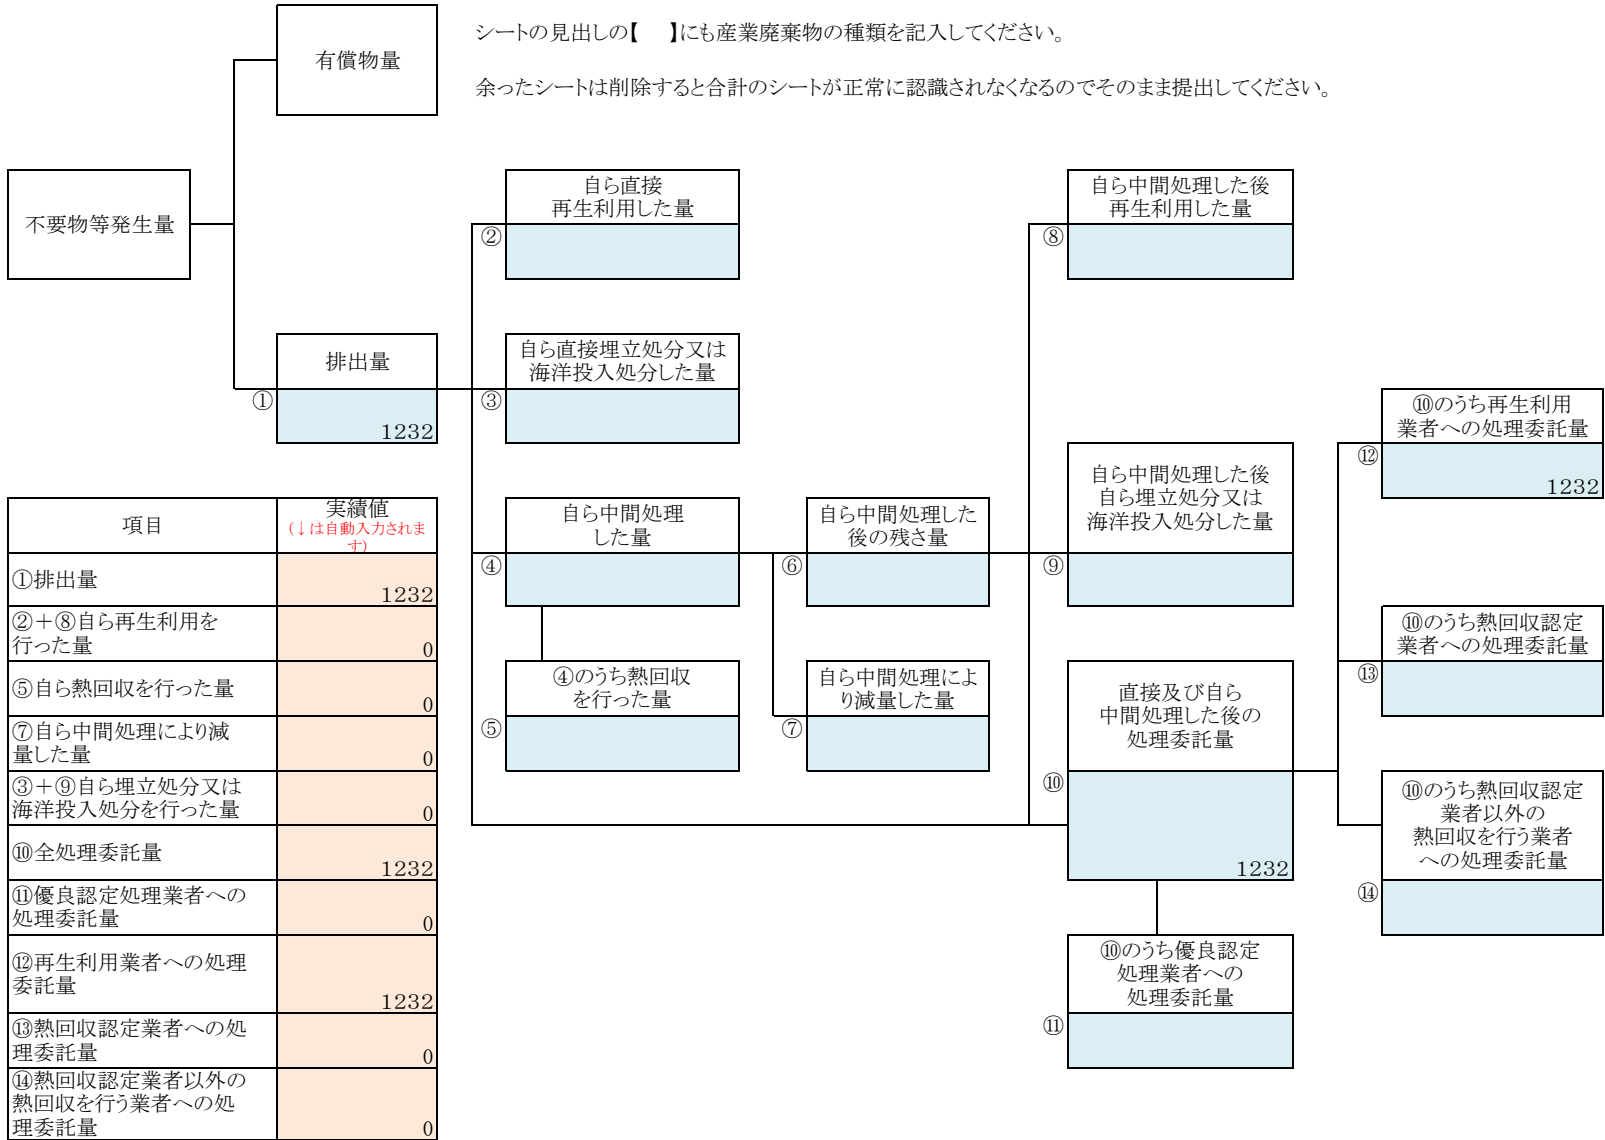 シートの見出しの【　】にも産業廃棄物の種類を記入してください。
余ったシートは削除すると合計のシートが正常に認識されなくなるのでそのまま提出してください。
有償物量
不要物等発生量
排出量
①
1232
自ら直接
再生利用した量
②
自ら直接埋立処分又は
海洋投入処分した量
③
自ら中間処理
した量
④
④のうち熱回収
を行った量
⑤
自ら中間処理した
後の残さ量
⑥
自ら中間処理によ
り減量した量
⑦
自ら中間処理した後
再生利用した量
⑧
自ら中間処理した後
自ら埋立処分又は
海洋投入処分した量
⑨
直接及び自ら
中間処理した後の
処理委託量
⑩
1232
⑩のうち優良認定
処理業者への
処理委託量
⑪
⑩のうち再生利用
業者への処理委託量
⑫
1232
⑩のうち熱回収認定
業者への処理委託量
⑬
⑩のうち熱回収認定
業者以外の
熱回収を行う業者
への処理委託量
⑭
項目
実績値
(↓は自動入力されま
す)
①排出量
1232
②＋⑧自ら再生利用を
行った量
0
⑤自ら熱回収を行った量
0
⑦自ら中間処理により減
量した量
0
③＋⑨自ら埋立処分又は
海洋投入処分を行った量
0
⑩全処理委託量
1232
⑪優良認定処理業者への
処理委託量
0
⑫再生利用業者への処理
委託量
1232
⑬熱回収認定業者への処
理委託量
0
⑭熱回収認定業者以外の
熱回収を行う業者への処
理委託量
0